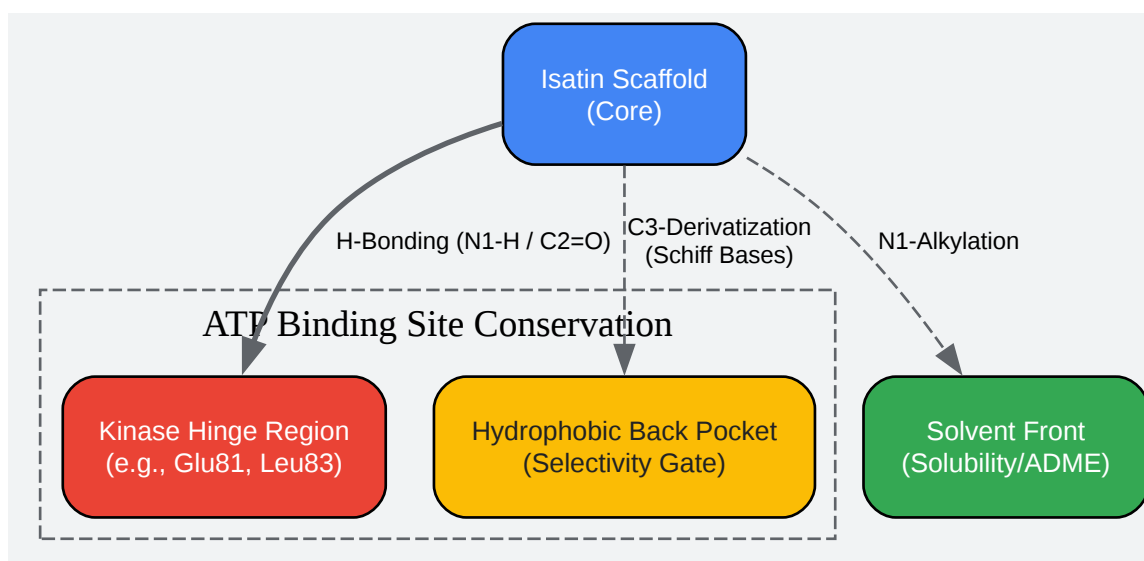 Isatin Scaffold
(Core)
H-Bonding (N1-H / C2=O)
C3-Derivatization
(Schiff Bases)
N1-Alkylation
ATP Binding Site Conservation
Kinase Hinge Region
(e.g., Glu81, Leu83)
Hydrophobic Back Pocket
(Selectivity Gate)
Solvent Front
(Solubility/ADME)